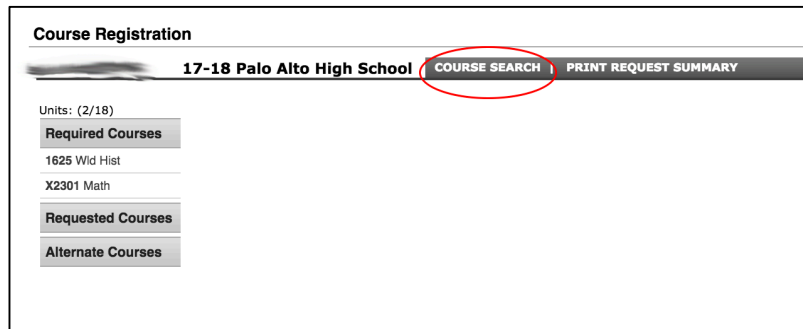 Course Registration
17-18 Palo Alto High School COURSE SEARCH | PRINT REQUEST SUMMARY
Units: (2/18)
Required Courses
1625 Wld Hist
X2301 Math
Requested Courses
Alternate Courses